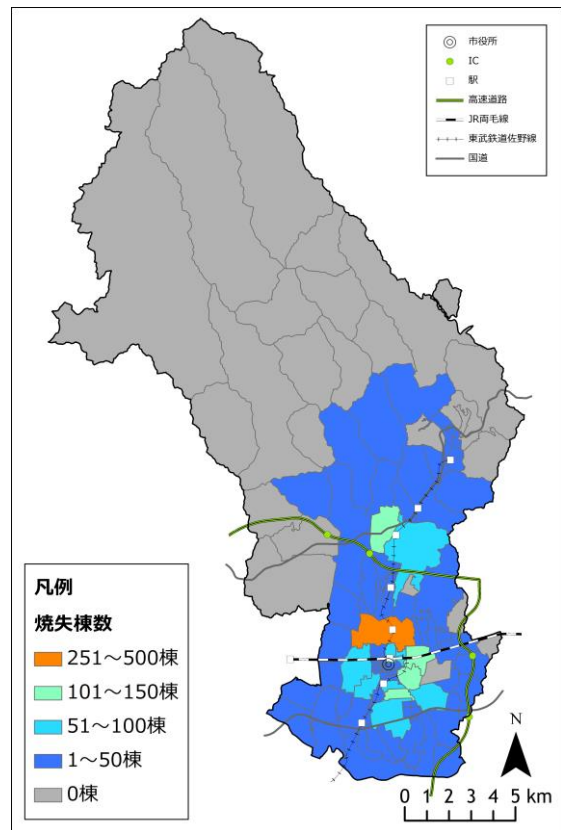 市役所
IC
駅
高速道路
JR両毛線
東武鉄道佐野線
国道
凡例
焼失棟数
251～500棟
101～150棟
51～100棟
1～50棟
0棟
N
0 1 2 3 4 5 km